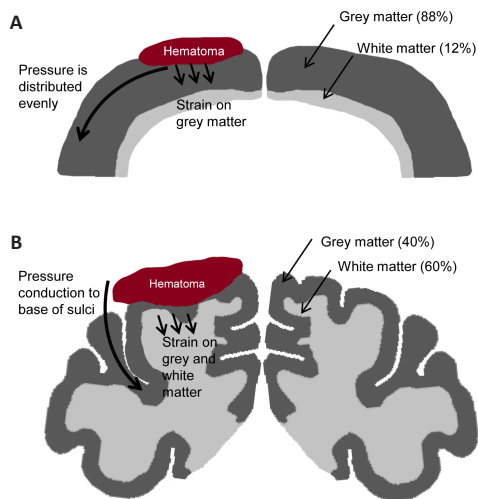 A
Grey matter (88%)
Hematoma
White matter (12%)
Pressure is
distributed
evenly
Strain on
grey matter
B
Grey matter (40%)
White matter (60%)
Pressure
conduction to
base of sulci
Hematoma
Strain on
grey and
white
matter